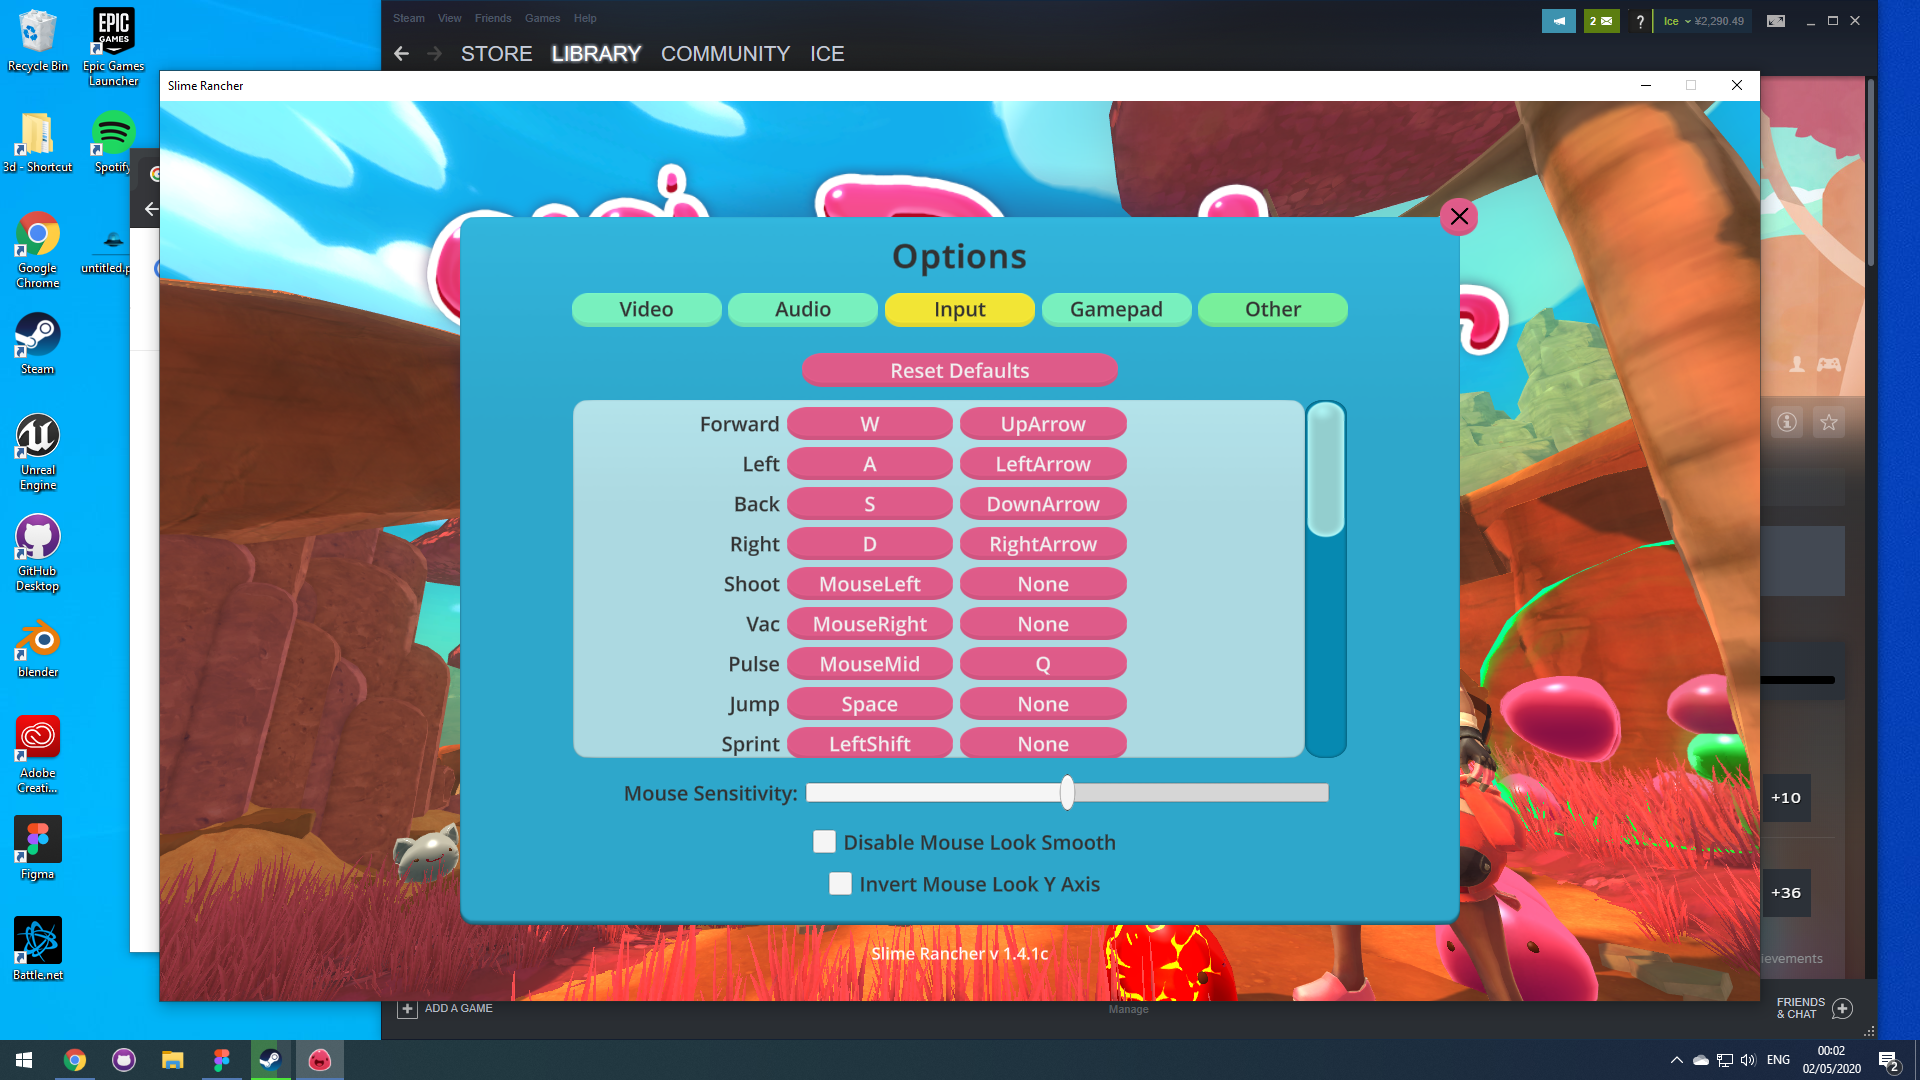 Steam View Friends Games Help
2
?
Ice
¥2,290.49
STORE LIBRARY COMMUNITY ICE
Slime Rancher
Recycle Bin
EPIC GAMES
Epic Games Launcher
3d - Shortcut
Spotify
Google Chrome
untitled.p
Steam
Unreal Engine
GitHub Desktop
blender
Adobe Creati...
Figma
Battle.net
Options
Video Audio Input Gamepad Other
Reset Defaults
Forward W UpArrow
Left A LeftArrow
Back S DownArrow
Right D RightArrow
Shoot MouseLeft None
Vac MouseRight None
Pulse MouseMid Q
Jump Space None
Sprint LeftShift None
Mouse Sensitivity:
Disable Mouse Look Smooth
Invert Mouse Look Y Axis
Slime Rancher v 1.4.1c
+10
+36
ievements
ADD A GAME
Manage
FRIENDS
& CHAT
ENG
00:02
02/05/2020
2